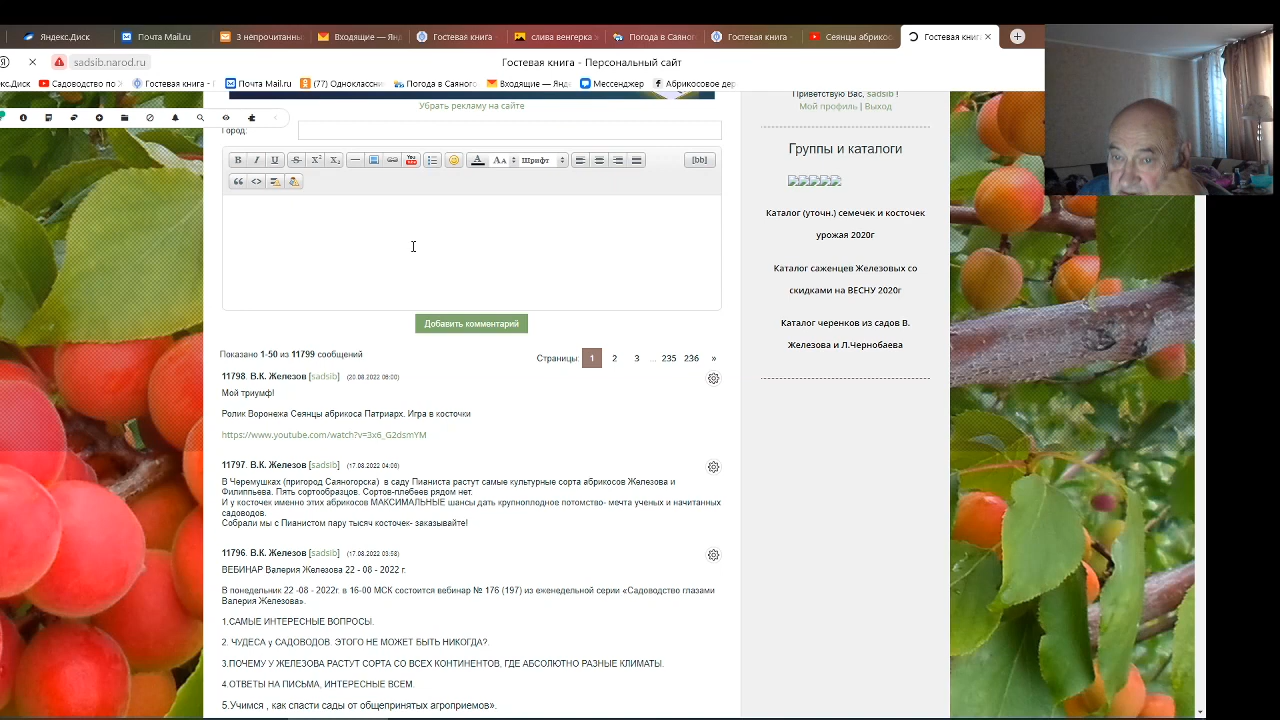 Яндекс.Диск
Почта Mail.ru
3 непрочитанны
Входящие — Янд
Гостевая книга
слива венгерка
Погода в Саяног
Гостевая книга
Сеянцы абрикос
Гостевая книга
sadsib.narod.ru
Гостевая книга - Персональный сайт
кс.Диск
Садоводство по
Гостевая книга - П
Почта Mail.ru
(77) Одноклассни
Погода в Саяного
Входящие — Янд
Мессенджер
Абрикосовое дер
Убрать рекламу на сайте
Город:
B I U S X² X₂
You
A AA Шрифт
[bb]
Добавить комментарий
Показано 1-50 из 11799 сообщений
Страницы: 1 2 3 ... 235 236 »
11798. В.К. Железов [sadsib] (20.08.2022 06:00)
Мой триумф!
Ролик Воронежа Сеянцы абрикоса Патриарх. Игра в косточки
https://www.youtube.com/watch?v=3x6_G2dsmYM
11797. В.К. Железов [sadsib] (17.08.2022 04:08)
В Черемушках (пригород Саяногорска) в саду Пианиста растут самые культурные сорта абрикосов Железова и
Филиппьева. Пять сортообразцов. Сортов-плебеев рядом нет.
И у косточек именно этих абрикосов МАКСИМАЛЬНЫЕ шансы дать крупноплодное потомство- мечта ученых и начитанных
садоводов.
Собрали мы с Пианистом пару тысяч косточек- заказывайте!
11796. В.К. Железов [sadsib] (17.08.2022 03:58)
ВЕБИНАР Валерия Железова 22 - 08 - 2022 г.
В понедельник 22 -08 - 2022г. в 16-00 МСК состоится вебинар № 176 (197) из еженедельной серии «Садоводство глазами
Валерия Железова».
1.САМЫЕ ИНТЕРЕСНЫЕ ВОПРОСЫ.
2. ЧУДЕСА у САДОВОДОВ. ЭТОГО НЕ МОЖЕТ БЫТЬ НИКОГДА?.
3.ПОЧЕМУ У ЖЕЛЕЗОВА РАСТУТ СОРТА СО ВСЕХ КОНТИНЕНТОВ, ГДЕ АБСОЛЮТНО РАЗНЫЕ КЛИМАТЫ.
4.ОТВЕТЫ НА ПИСЬМА, ИНТЕРЕСНЫЕ ВСЕМ.
5.Учимся , как спасти сады от общепринятых агроприемов».
Приветствую Вас, sadsib !
Мой профиль | Выход
Группы и каталоги
Каталог (уточн.) семечек и косточек
урожая 2020г
Каталог саженцев Железовых со
скидками на ВЕСНУ 2020г
Каталог черенков из садов В.
Железова и Л.Чернобаева